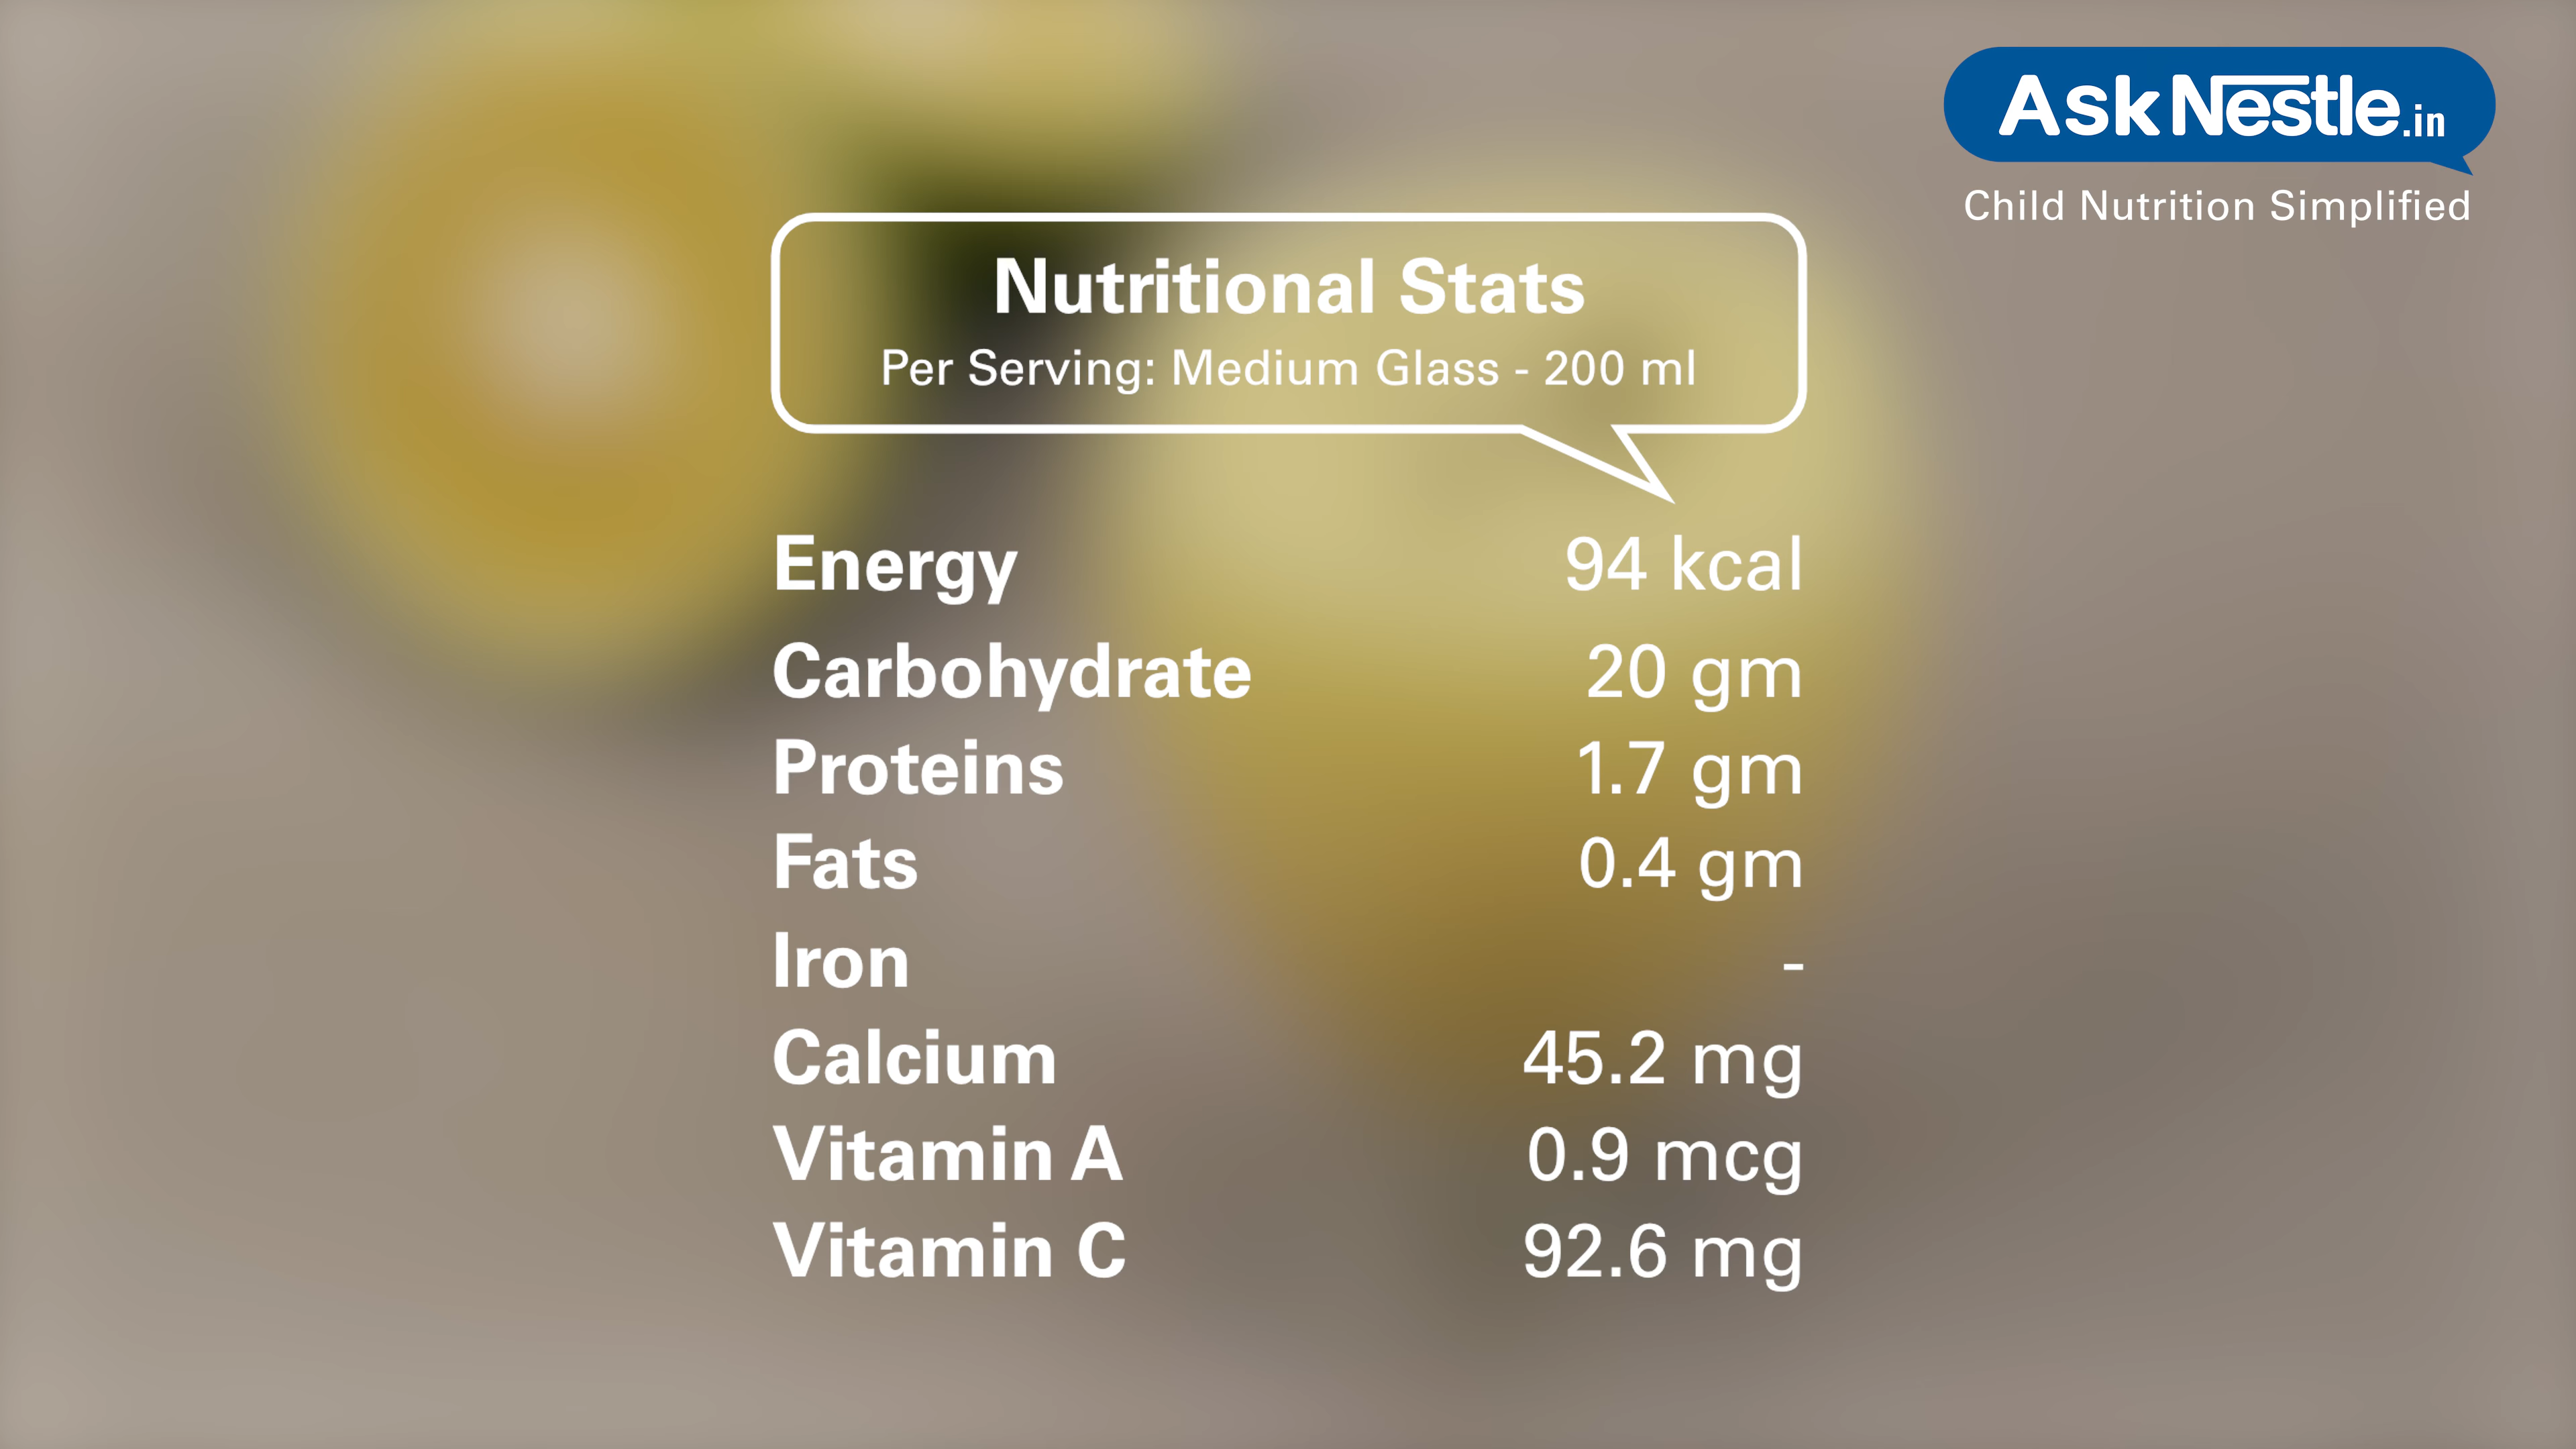 AskNestle.in
Child Nutrition Simplified
Nutritional Stats
Per Serving: Medium Glass - 200 ml
Energy 94 kcal
Carbohydrate 20 gm
Proteins 1.7 gm
Fats 0.4 gm
Iron -
Calcium 45.2 mg
Vitamin A 0.9 mcg
Vitamin C 92.6 mg